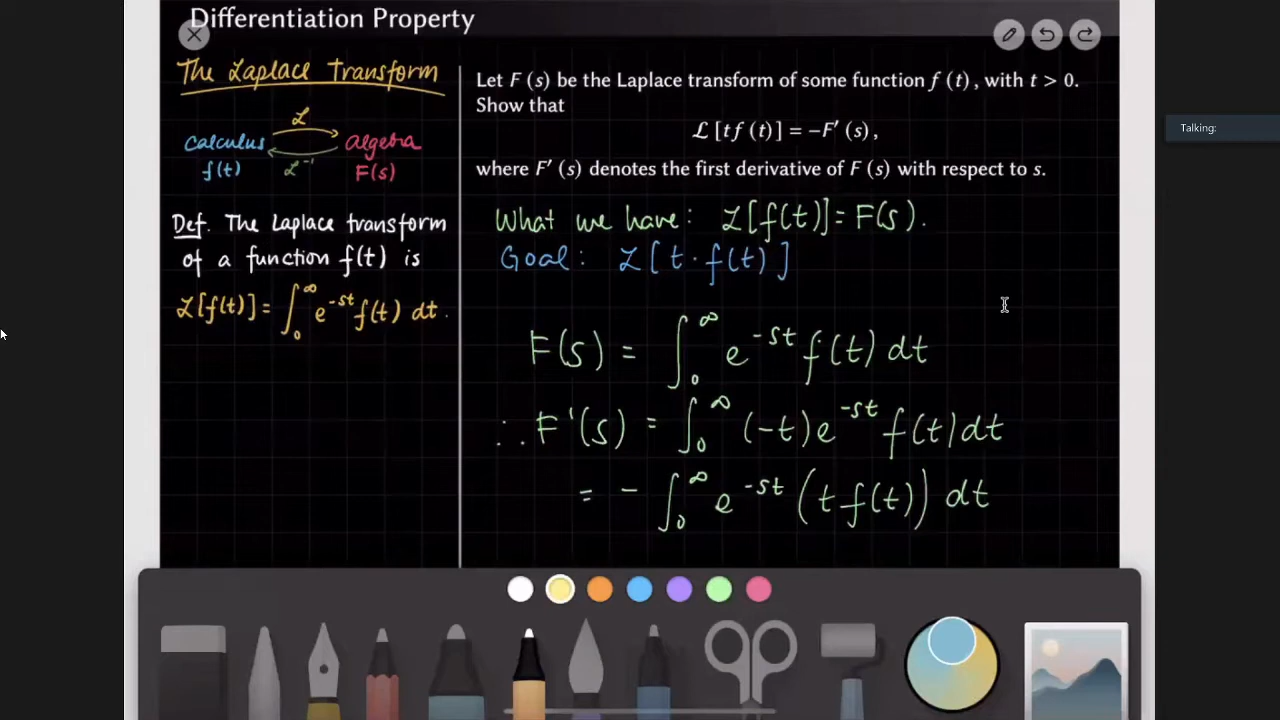 Differentiation Property
The Laplace Transform
ℒ
calculus algebra
f(t) ℒ⁻¹ F(s)
Def. The Laplace transform
of a function f(t) is
ℒ[f(t)] = ∫₀^∞ e^{-st} f(t) dt.
Let F (s) be the Laplace transform of some function f (t), with t > 0.
Show that
ℒ [tf (t)] = −F′ (s),
where F′ (s) denotes the first derivative of F (s) with respect to s.
What we have: ℒ[f(t)] = F(s).
Goal: ℒ[t · f(t)]
F(s) = ∫₀^∞ e^{-st} f(t) dt
∴ F'(s) = ∫₀^∞ (-t) e^{-st} f(t) dt
= - ∫₀^∞ e^{-st} (t f(t)) dt
Talking: